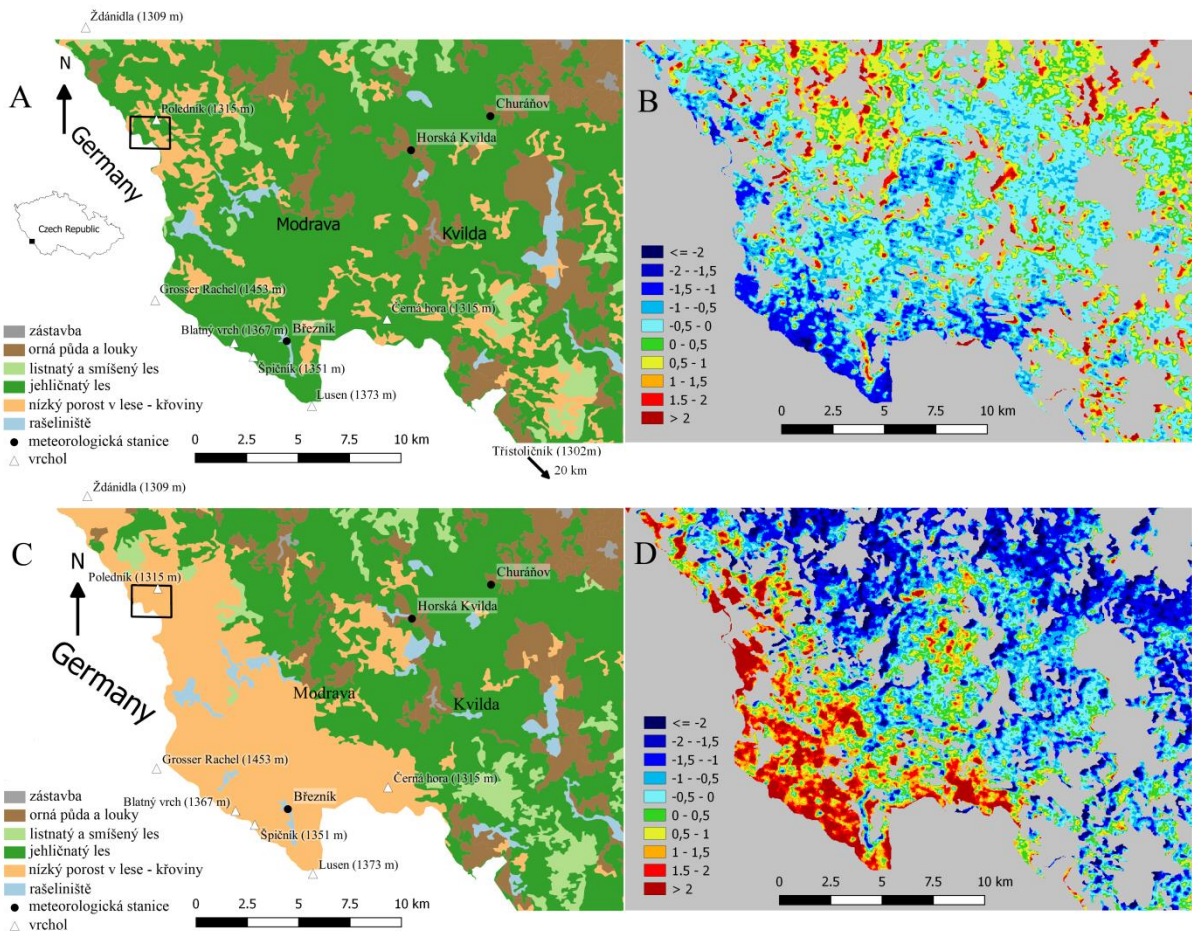 Ždánidla (1309 m)
N
A
Poledník (1315 m)
Germany
Czech Republic
Churáňov
Horská Kvilda
Modrava
Kvilda
Grosser Rachel (1453 m)
Černá hora (1315 m)
Blatný vrch (1367 m)
Březník
Špičník (1351 m)
Lusen (1373 m)
zástavba
orná půda a louky
listnatý a smíšený les
jehličnatý les
nízký porost v lese - křoviny
rašeliniště
meteorologická stanice
vrchol
0 2.5 5 7.5 10 km
Třístoličník (1302m)
20 km
B
<= -2
-2 - -1,5
-1,5 - -1
-1 - -0,5
-0,5 - 0
0 - 0,5
0,5 - 1
1 - 1,5
1.5 - 2
> 2
0 2.5 5 7.5 10 km
Ždánidla (1309 m)
C
N
Poledník (1315 m)
Germany
Churáňov
Horská Kvilda
Modrava
Kvilda
Grosser Rachel (1453 m)
Černá hora (1315 m)
Blatný vrch (1367 m)
Březník
Špičník (1351 m)
Lusen (1373 m)
zástavba
orná půda a louky
listnatý a smíšený les
jehličnatý les
nízký porost v lese - křoviny
rašeliniště
meteorologická stanice
vrchol
0 2.5 5 7.5 10 km
D
<= -2
-2 - -1,5
-1,5 - -1
-1 - -0,5
-0,5 - 0
0 - 0,5
0,5 - 1
1 - 1,5
1.5 - 2
> 2
0 2.5 5 7.5 10 km